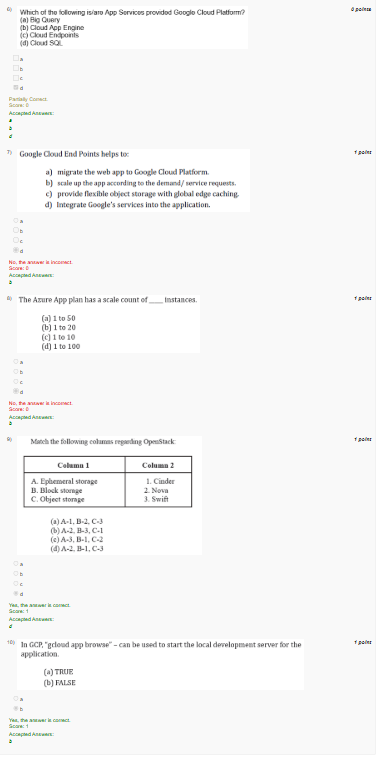 6) Which of the following is/are App Services provided Google Cloud Platform? 0 points
(a) Big Query
(b) Cloud App Engine
(c) Cloud Endpoints
(d) Cloud SQL
a
b
c
d
Partially Correct.
Score: 0
Accepted Answers:
a
b
d
7) Google Cloud End Points helps to: 1 point
a) migrate the web app to Google Cloud Platform.
b) scale up the app according to the demand/ service requests.
c) provide flexible object storage with global edge caching.
d) Integrate Google's services into the application.
a
b
c
d
No, the answer is incorrect.
Score: 0
Accepted Answers:
b
8) The Azure App plan has a scale count of ____ instances. 1 point
(a) 1 to 50
(b) 1 to 20
(c) 1 to 10
(d) 1 to 100
a
b
c
d
No, the answer is incorrect.
Score: 0
Accepted Answers:
b
9) Match the following columns regarding OpenStack: 1 point
Column 1 Column 2
A. Ephemeral storage 1. Cinder
B. Block storage 2. Nova
C. Object storage 3. Swift
(a) A-1, B-2, C-3
(b) A-2, B-3, C-1
(c) A-3, B-1, C-2
(d) A-2, B-1, C-3
a
b
c
d
Yes, the answer is correct.
Score: 1
Accepted Answers:
d
10) In GCP, "gcloud app browse" – can be used to start the local development server for the 1 point
application.
(a) TRUE
(b) FALSE
a
b
Yes, the answer is correct.
Score: 1
Accepted Answers:
b